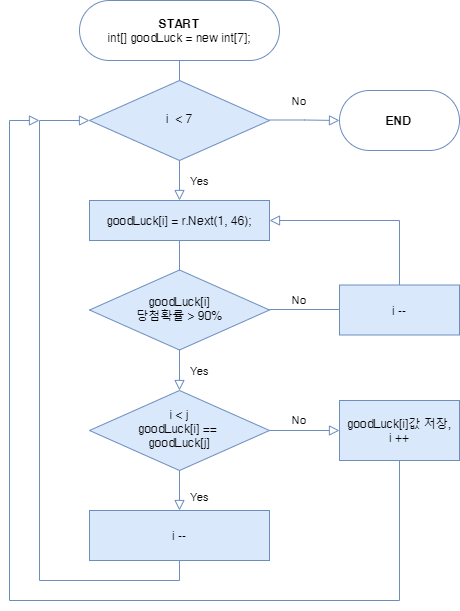 START
int[] goodLuck = new int[7];
i < 7
No
END
Yes
goodLuck[i] = r.Next(1, 46);
goodLuck[i]
당첨확률 > 90%
No
i --
Yes
i < j
goodLuck[i] ==
goodLuck[j]
No
goodLuck[i]값 저장,
i ++
Yes
i --